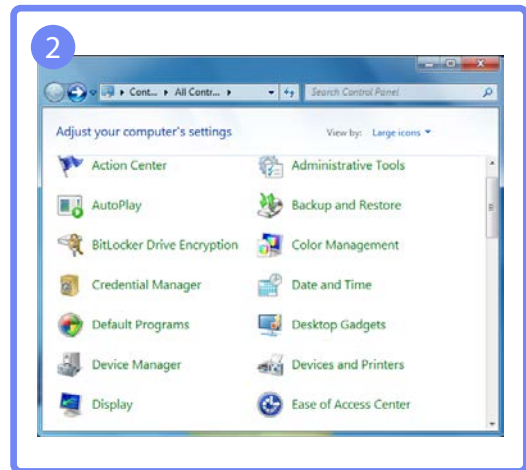 2
Cont... All Contr...
Search Control Panel
Adjust your computer's settings
View by: Large icons
Action Center
Administrative Tools
AutoPlay
Backup and Restore
BitLocker Drive Encryption
Color Management
Credential Manager
Date and Time
Default Programs
Desktop Gadgets
Device Manager
Devices and Printers
Display
Ease of Access Center